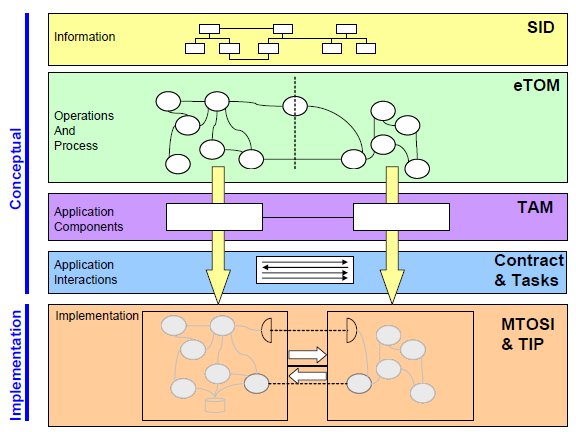 Conceptual
Information
SID
eTOM
Operations
And
Process
TAM
Application
Components
Contract
& Tasks
Application
Interactions
Implementation
Implementation
MTOSI
& TIP